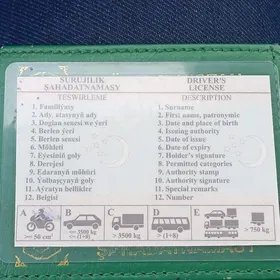 SÜRÜJILIK DRIVER'S
ŞAHADATNAMASY LICENSE
TESWIRLEME DESCRIPTION
1. Familiýasy 1. Surname
2. Ady, atasynyň ady 2. First name, patronymic
3. Doglan senesi we ýeri 3. Date and place of birth
4. Berlen ýeri 4. Issuing authority
5. Berlen senesi 5. Date of issue
6. Möhleti 6. Date of expiry
7. Eýesiniň goly 7. Holder's signature
8. Derejesi 8. Permitted categories
9. Edaranyň möhüri 9. Authority stamp
10. Ýolbaşçynyň goly 10. Authority signature
11. Aýratyn bellikler 11. Special remarks
12. Belgisi 12. Number
A B C D E
>= 50 cm³ <= 3500 kg <= (1+8) > 3500 kg > (1+8) > 750 kg